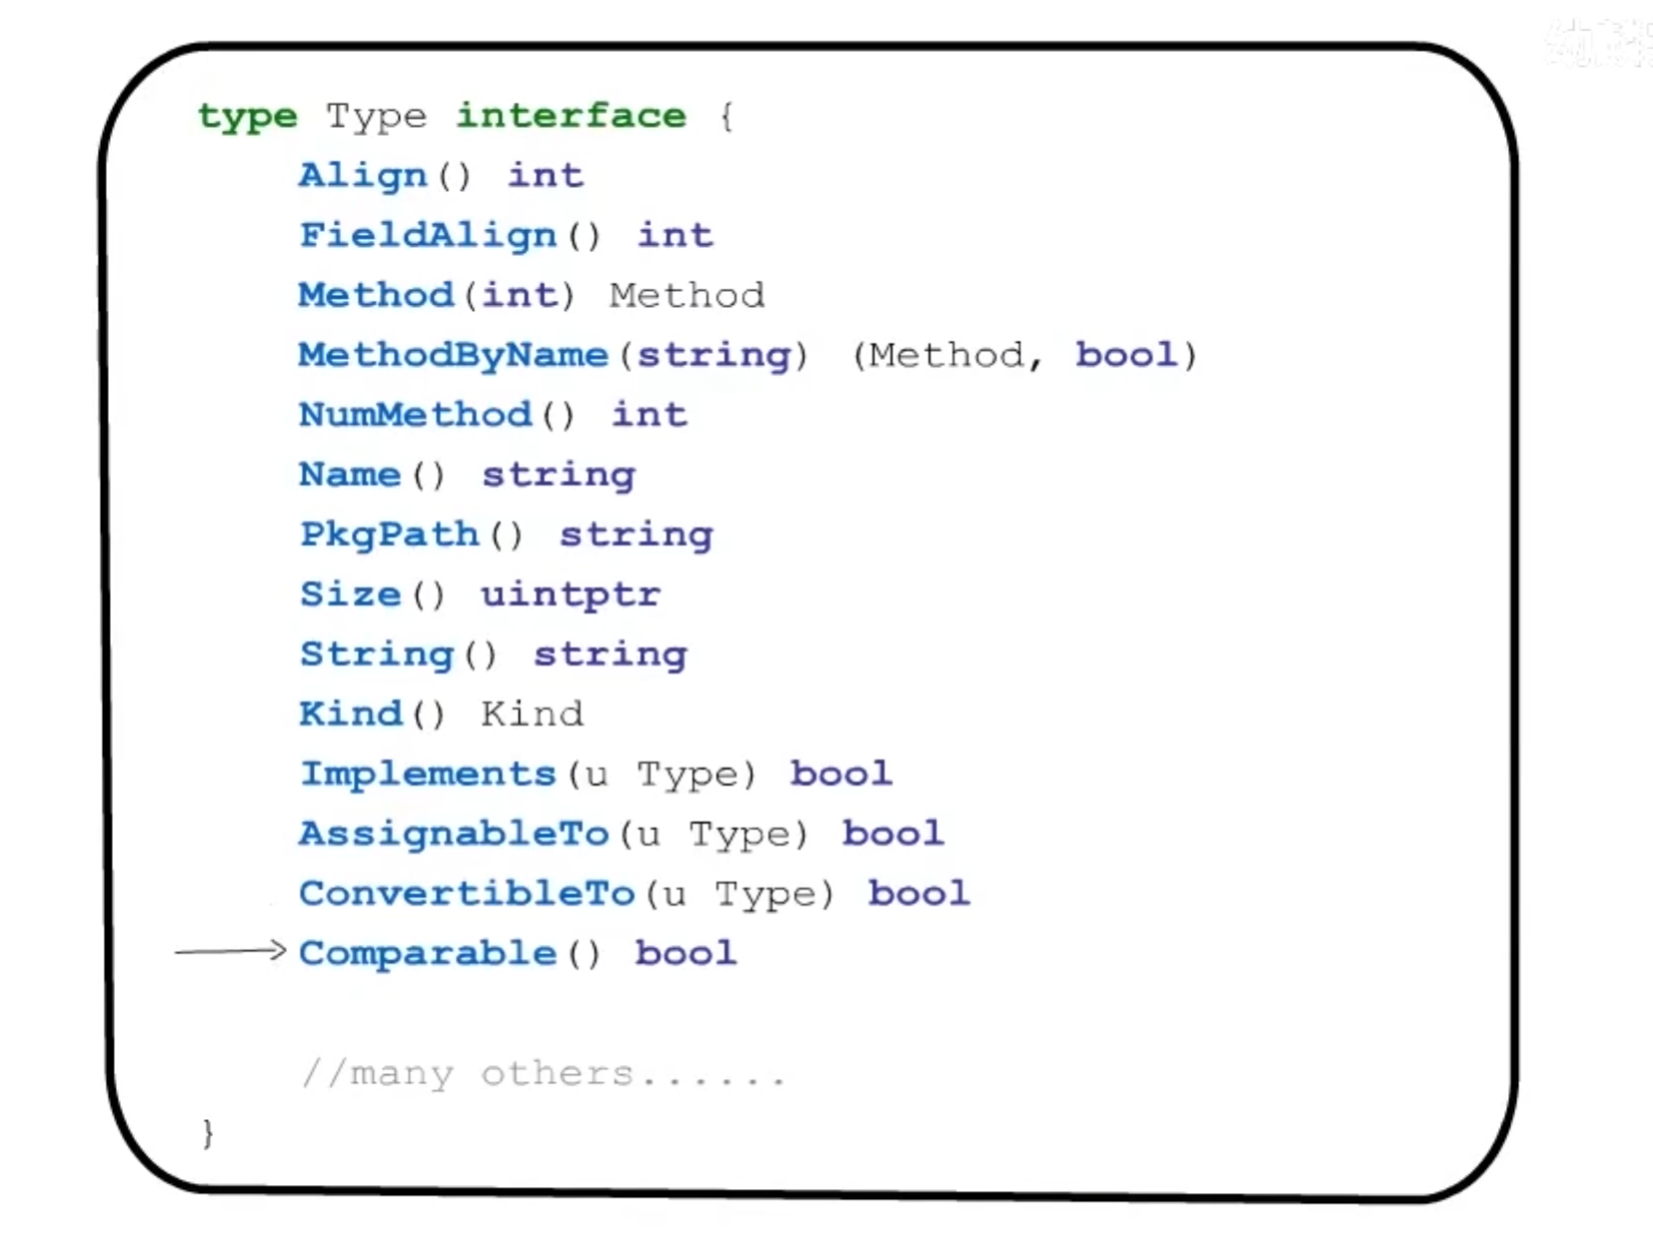 type Type interface {
Align() int
FieldAlign() int
Method(int) Method
MethodByName(string) (Method, bool)
NumMethod() int
Name() string
PkgPath() string
Size() uintptr
String() string
Kind() Kind
Implements(u Type) bool
AssignableTo(u Type) bool
ConvertibleTo(u Type) bool
Comparable() bool
//many others......
}